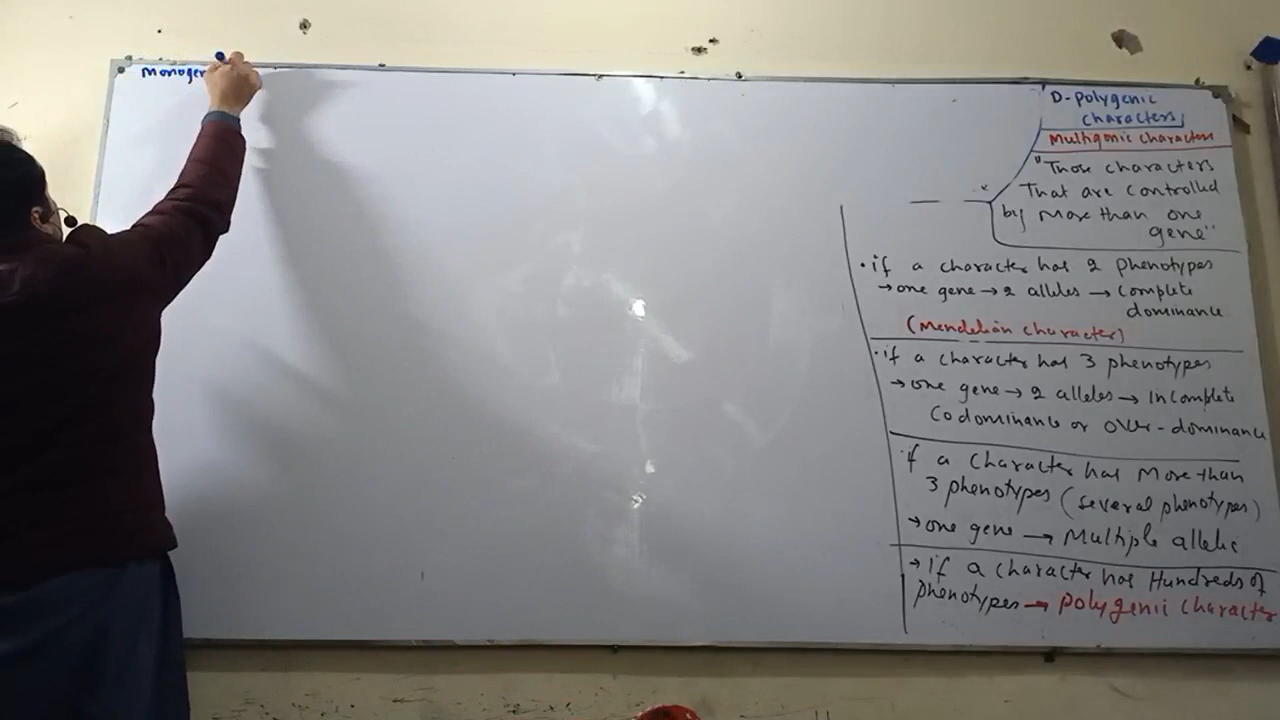 monogen
D-polygenic
characters
Multigenic characters
"Those characters
That are controlled
by more than one
gene"
• if a character has 2 phenotypes
→ one gene → 2 alleles → complete
dominance
(Mendelian character)
• if a character has 3 phenotypes
→ one gene → 2 alleles → incomplete
Codominance or over-dominance
if a character has more than
3 phenotypes (several phenotypes)
→ one gene → Multiple allelic
→ if a character has Hundreds of
phenotypes → polygenic character